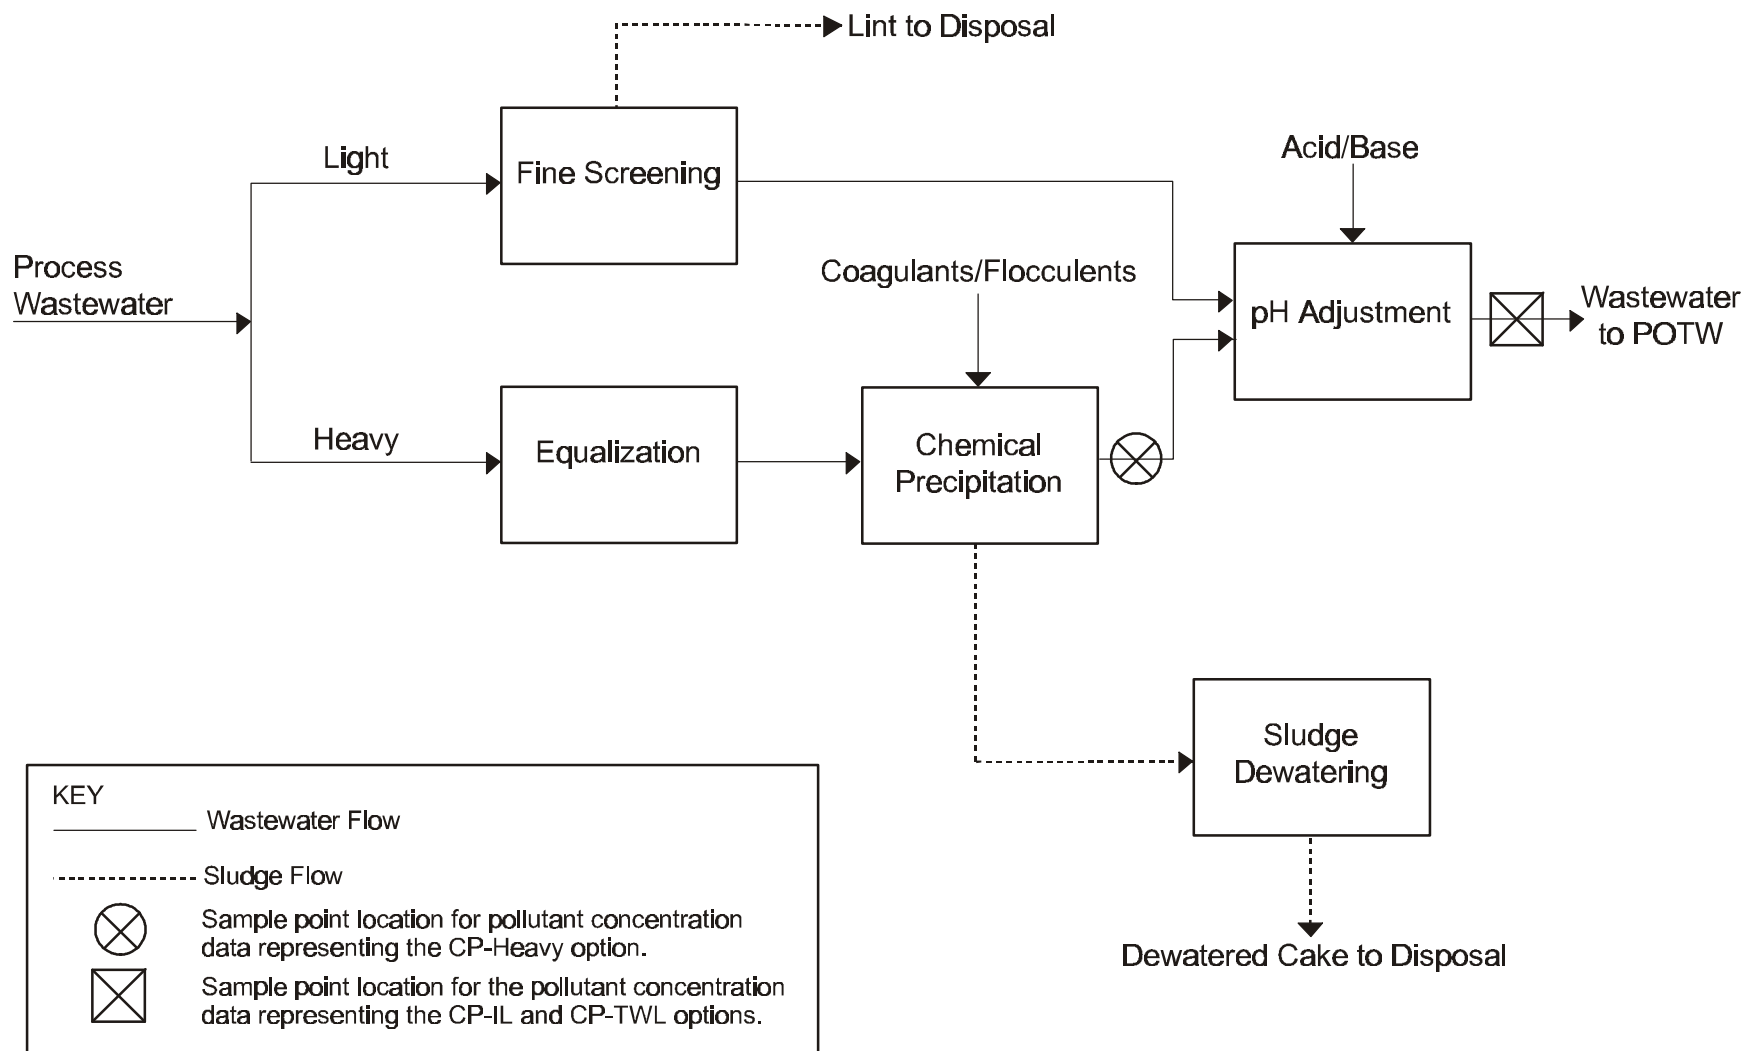 Lint to Disposal
Light
Fine Screening
Acid/Base
Process
Wastewater
Coagulants/Flocculents
pH Adjustment
Wastewater
to POTW
Heavy
Equalization
Chemical
Precipitation
Sludge
Dewatering
Dewatered Cake to Disposal
KEY
Wastewater Flow
Sludge Flow
Sample point location for pollutant concentration
data representing the CP-Heavy option.
Sample point location for the pollutant concentration
data representing the CP-IL and CP-TWL options.